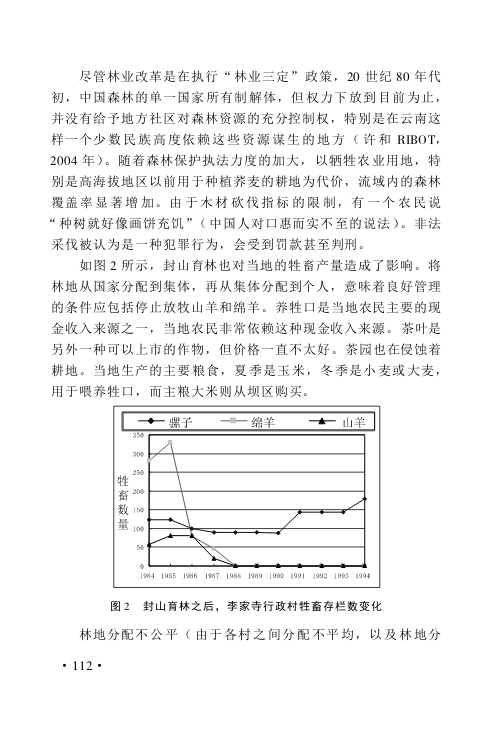 尽管林业改革是在执行“林业三定”政策，20 世纪 80 年代
初，中国森林的单一国家所有制解体，但权力下放到目前为止，
并没有给予地方社区对森林资源的充分控制权，特别是在云南这
样一个少数民族高度依赖这些资源谋生的地方（许和 RIBOT，
2004 年）。随着森林保护执法力度的加大，以牺牲农业用地，特
别是高海拔地区以前用于种植荞麦的耕地为代价，流域内的森林
覆盖率显著增加。由于木材砍伐指标的限制，有一个农民说
“种树就好像画饼充饥”（中国人对口惠而实不至的说法）。非法
采伐被认为是一种犯罪行为，会受到罚款甚至判刑。
如图 2 所示，封山育林也对当地的牲畜产量造成了影响。将
林地从国家分配到集体，再从集体分配到个人，意味着良好管理
的条件应包括停止放牧山羊和绵羊。养牲口是当地农民主要的现
金收入来源之一，当地农民非常依赖这种现金收入来源。茶叶是
另外一种可以上市的作物，但价格一直不太好。茶园也在侵蚀着
耕地。当地生产的主要粮食，夏季是玉米，冬季是小麦或大麦，
用于喂养牲口，而主粮大米则从坝区购买。
骡子 绵羊 山羊
牲畜数量
350
300
250
200
150
100
50
0
1984 1985 1986 1987 1988 1989 1990 1991 1992 1993 1994
图 2 封山育林之后，李家寺行政村牲畜存栏数变化
林地分配不公平（由于各村之间分配不平均，以及林地分
·112·